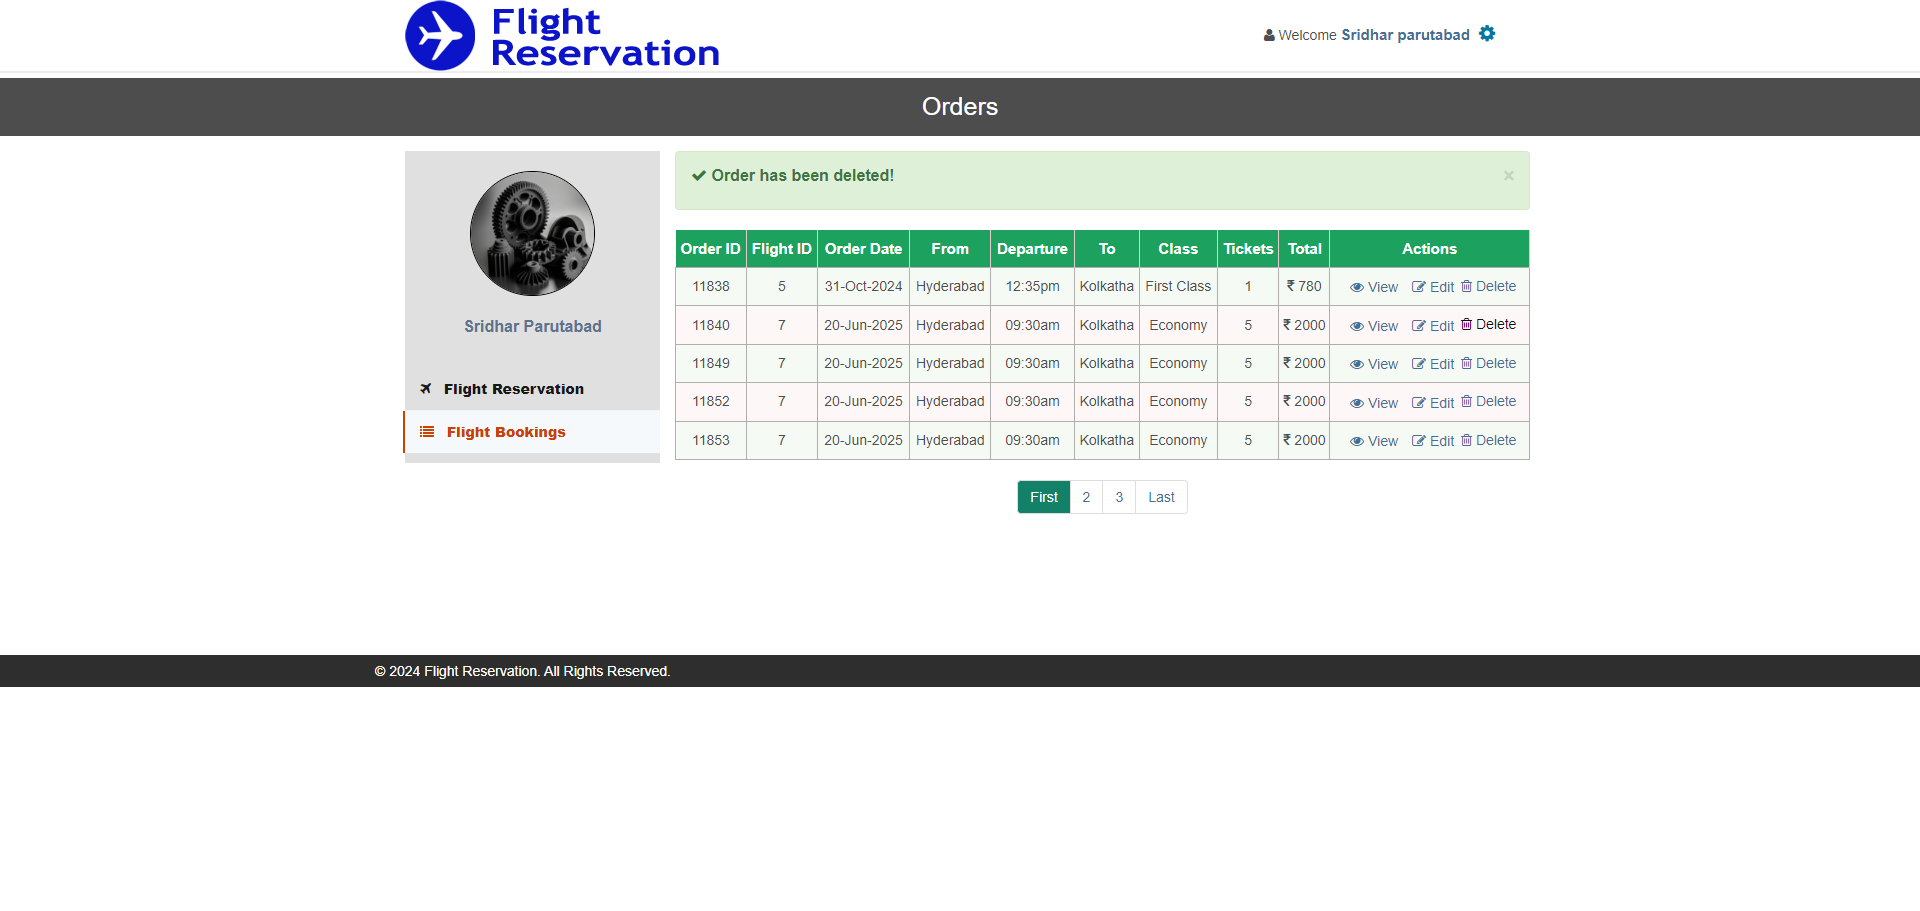 Flight
Reservation
Welcome Sridhar parutabad
Orders
Sridhar Parutabad
Flight Reservation
Flight Bookings
Order has been deleted!
×
Order ID Flight ID Order Date From Departure To Class Tickets Total Actions
11838 5 31-Oct-2024 Hyderabad 12:35pm Kolkatha First Class 1 ₹ 780 View Edit Delete
11840 7 20-Jun-2025 Hyderabad 09:30am Kolkatha Economy 5 ₹ 2000 View Edit Delete
11849 7 20-Jun-2025 Hyderabad 09:30am Kolkatha Economy 5 ₹ 2000 View Edit Delete
11852 7 20-Jun-2025 Hyderabad 09:30am Kolkatha Economy 5 ₹ 2000 View Edit Delete
11853 7 20-Jun-2025 Hyderabad 09:30am Kolkatha Economy 5 ₹ 2000 View Edit Delete
First 2 3 Last
© 2024 Flight Reservation. All Rights Reserved.